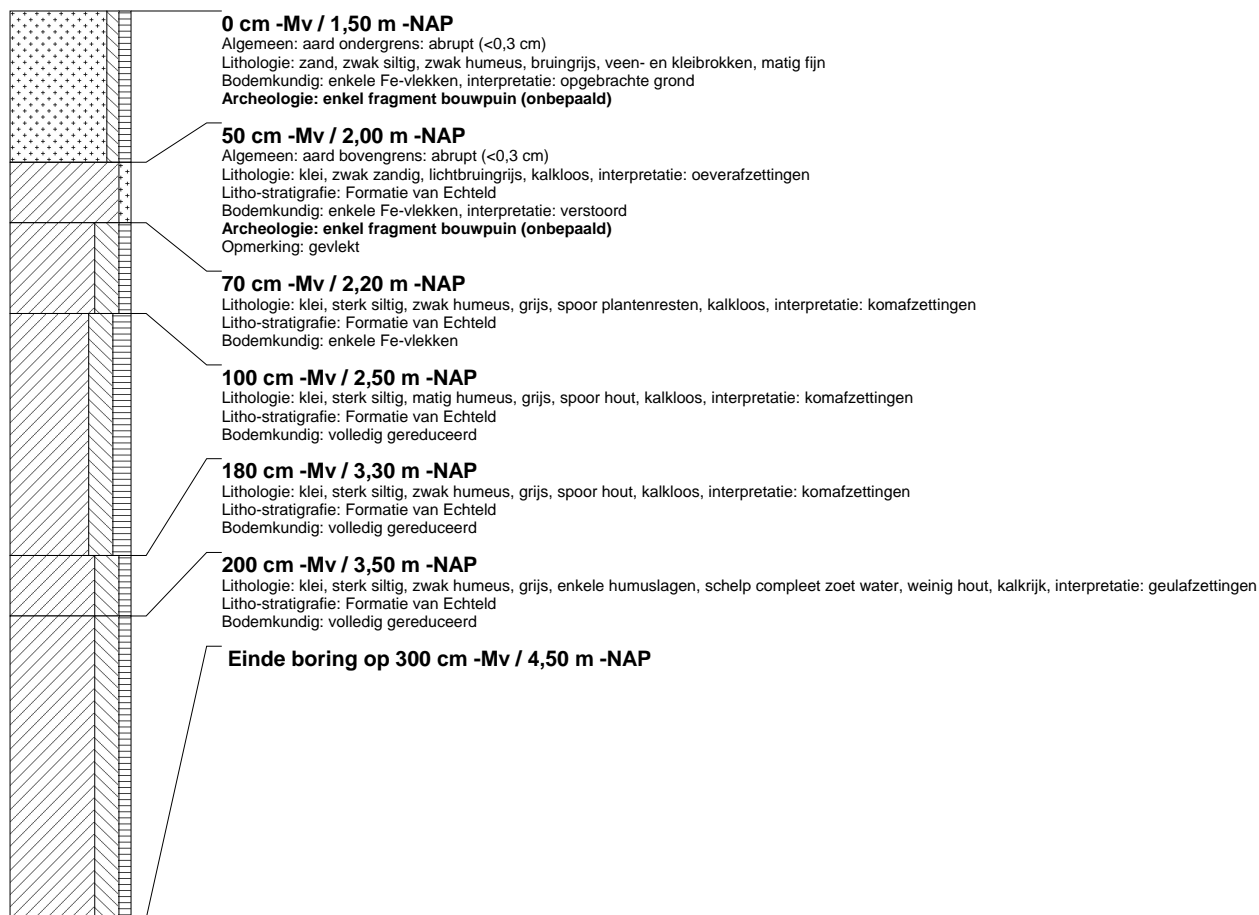 0 cm -Mv / 1,50 m -NAP
Algemeen: aard ondergrens: abrupt (<0,3 cm)
Lithologie: zand, zwak siltig, zwak humeus, bruingrijs, veen- en kleibrokken, matig fijn
Bodemkundig: enkele Fe-vlekken, interpretatie: opgebrachte grond
Archeologie: enkel fragment bouwpuin (onbepaald)
50 cm -Mv / 2,00 m -NAP
Algemeen: aard bovengrens: abrupt (<0,3 cm)
Lithologie: klei, zwak zandig, lichtbruingrijs, kalkloos, interpretatie: oeverafzettingen
Litho-stratigrafie: Formatie van Echteld
Bodemkundig: enkele Fe-vlekken, interpretatie: verstoord
Archeologie: enkel fragment bouwpuin (onbepaald)
Opmerking: gevlekt
70 cm -Mv / 2,20 m -NAP
Lithologie: klei, sterk siltig, zwak humeus, grijs, spoor plantenresten, kalkloos, interpretatie: komafzettingen
Litho-stratigrafie: Formatie van Echteld
Bodemkundig: enkele Fe-vlekken
100 cm -Mv / 2,50 m -NAP
Lithologie: klei, sterk siltig, matig humeus, grijs, spoor hout, kalkloos, interpretatie: komafzettingen
Litho-stratigrafie: Formatie van Echteld
Bodemkundig: volledig gereduceerd
180 cm -Mv / 3,30 m -NAP
Lithologie: klei, sterk siltig, zwak humeus, grijs, spoor hout, kalkloos, interpretatie: komafzettingen
Litho-stratigrafie: Formatie van Echteld
Bodemkundig: volledig gereduceerd
200 cm -Mv / 3,50 m -NAP
Lithologie: klei, sterk siltig, zwak humeus, grijs, enkele humuslagen, schelp compleet zoet water, weinig hout, kalkrijk, interpretatie: geulafzettingen
Litho-stratigrafie: Formatie van Echteld
Bodemkundig: volledig gereduceerd
Einde boring op 300 cm -Mv / 4,50 m -NAP